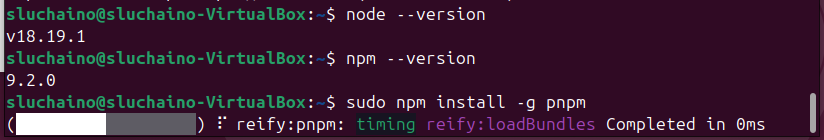 sluchaino@sluchaino-VirtualBox:~$ node --version
v18.19.1
sluchaino@sluchaino-VirtualBox:~$ npm --version
9.2.0
sluchaino@sluchaino-VirtualBox:~$ sudo npm install -g pnpm
(██████████████████) ⠏ reify:pnpm: timing reify:loadBundles Completed in 0ms